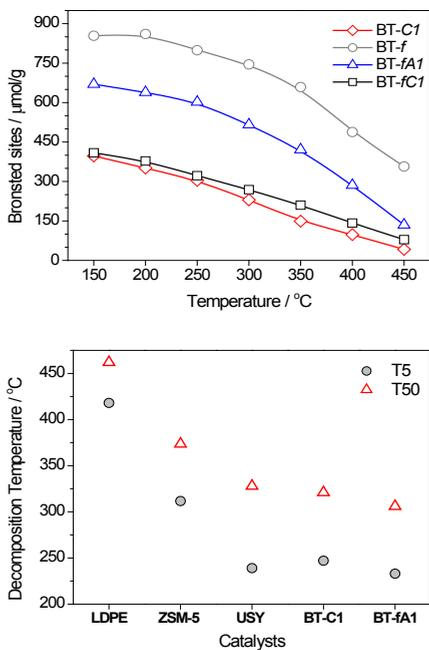 900
750
600
450
300
150
0
Bronsted sites / μmol/g
BT-C1
BT-f
BT-fA1
BT-fC1
150 200 250 300 350 400 450
Temperature / °C
450
400
350
300
250
200
Decomposition Temperature / °C
T5
T50
LDPE ZSM-5 USY BT-C1 BT-fA1
Catalysts